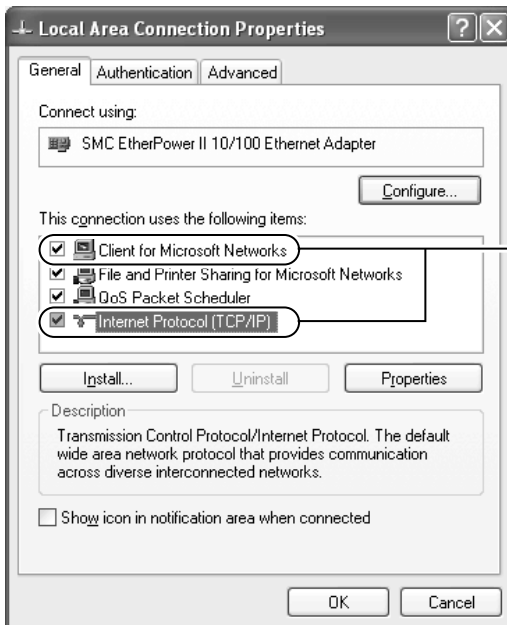 Local Area Connection Properties
General Authentication Advanced
Connect using:
SMC EtherPower II 10/100 Ethernet Adapter
Configure...
This connection uses the following items:
Client for Microsoft Networks
File and Printer Sharing for Microsoft Networks
QoS Packet Scheduler
Internet Protocol (TCP/IP)
Install... Uninstall Properties
Description
Transmission Control Protocol/Internet Protocol. The default
wide area network protocol that provides communication
across diverse interconnected networks.
Show icon in notification area when connected
OK Cancel